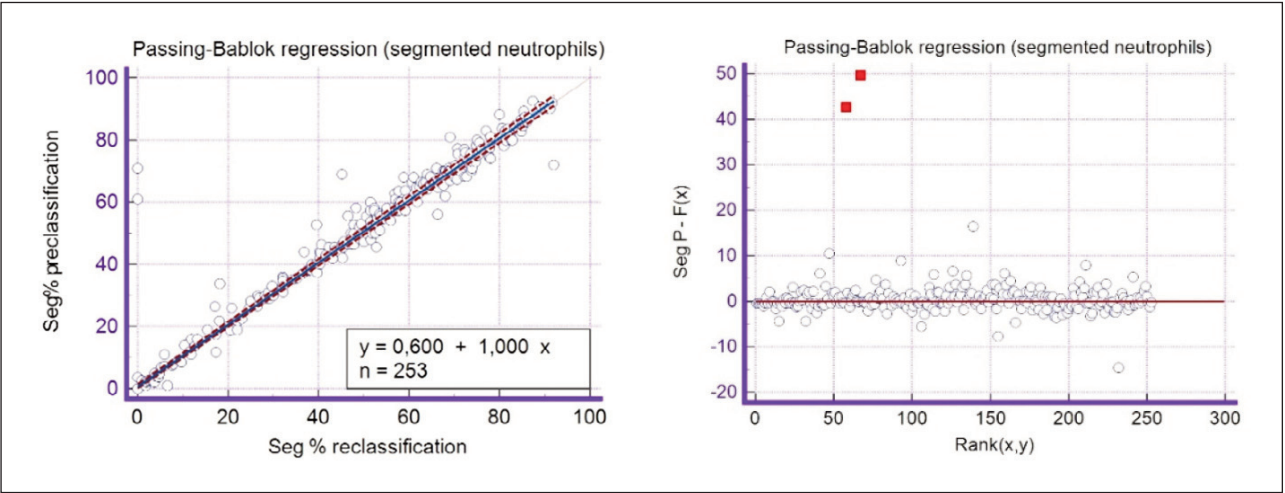 Passing-Bablok regression (segmented neutrophils)
100
80
60
40
20
0
Seg% preclassification
y = 0,600 + 1,000 x
n = 253
0 20 40 60 80 100
Seg % reclassification
Passing-Bablok regression (segmented neutrophils)
50
40
30
20
10
0
-10
-20
Seg P - F(x)
0 50 100 150 200 250 300
Rank(x,y)